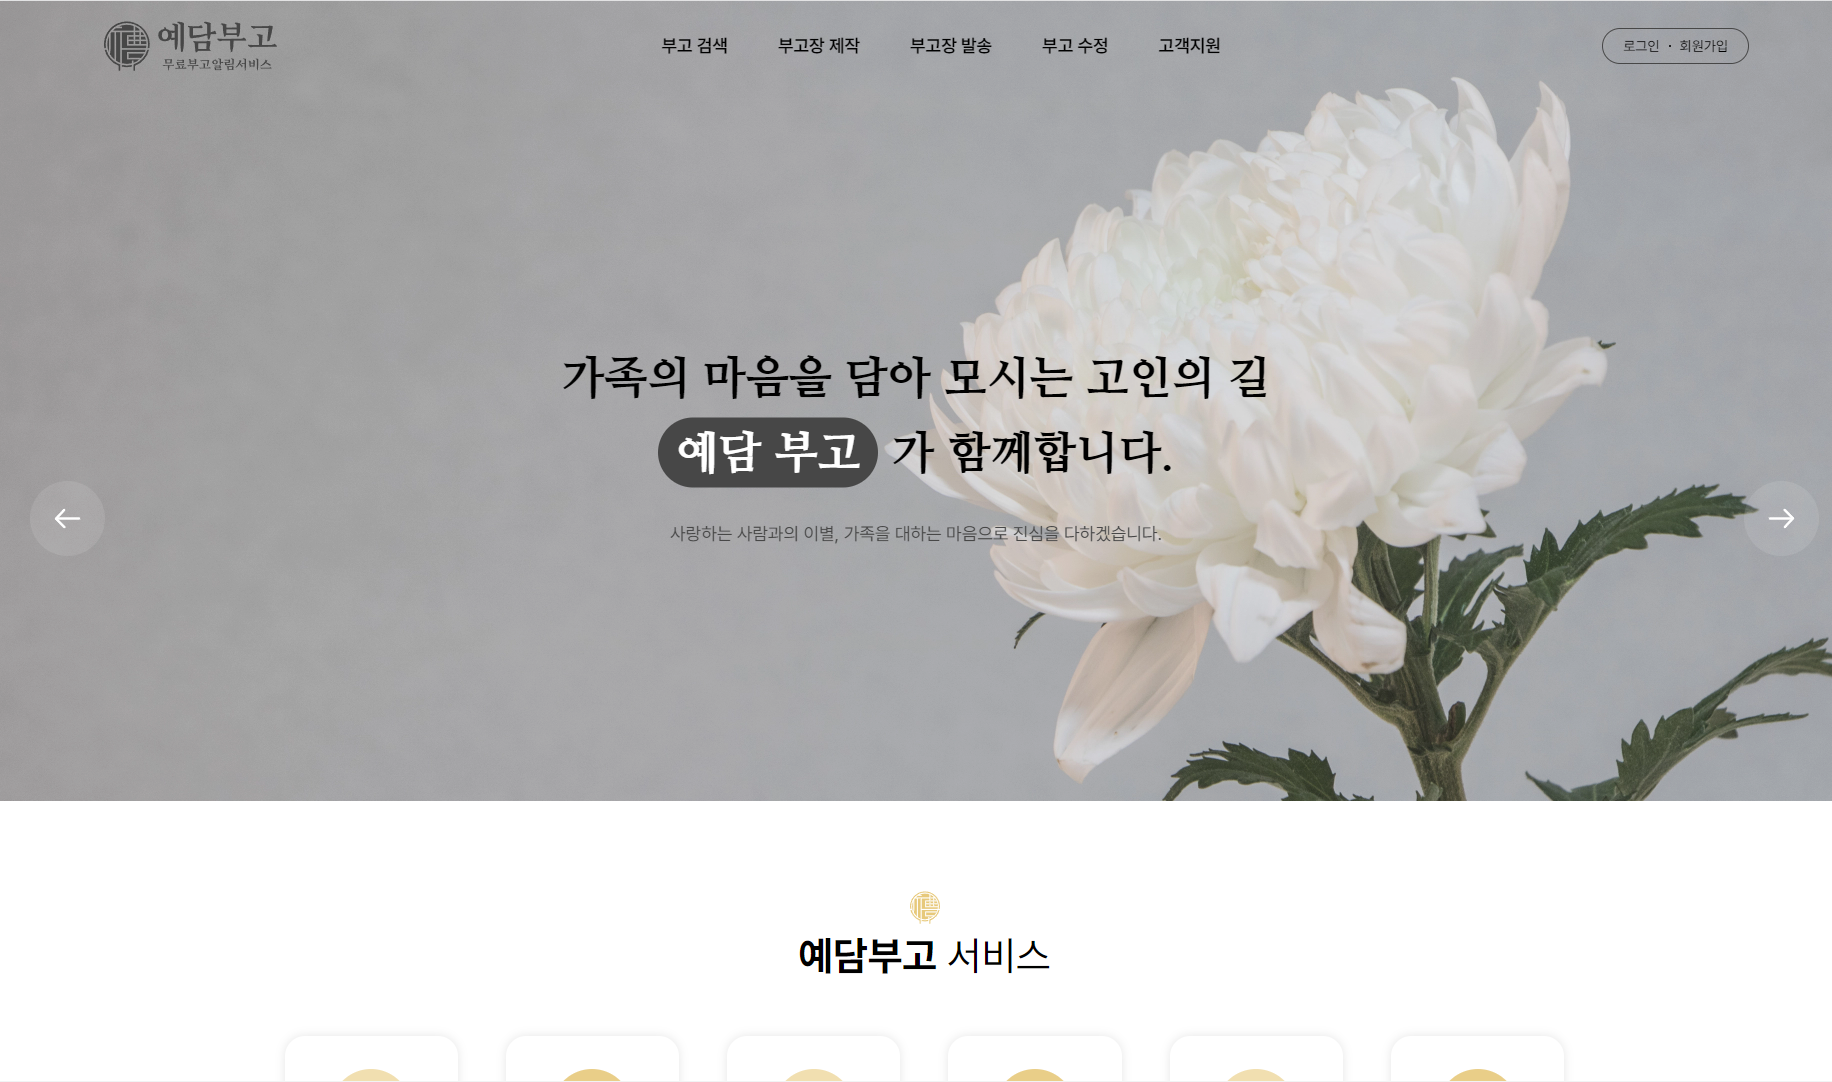 예담부고
무료부고알림서비스
부고 검색
부고장 제작
부고장 발송
부고 수정
고객지원
로그인 · 회원가입
가족의 마음을 담아 모시는 고인의 길
예담 부고 가 함께합니다.
사랑하는 사람과의 이별, 가족을 대하는 마음으로 진심을 다하겠습니다.
예담부고 서비스